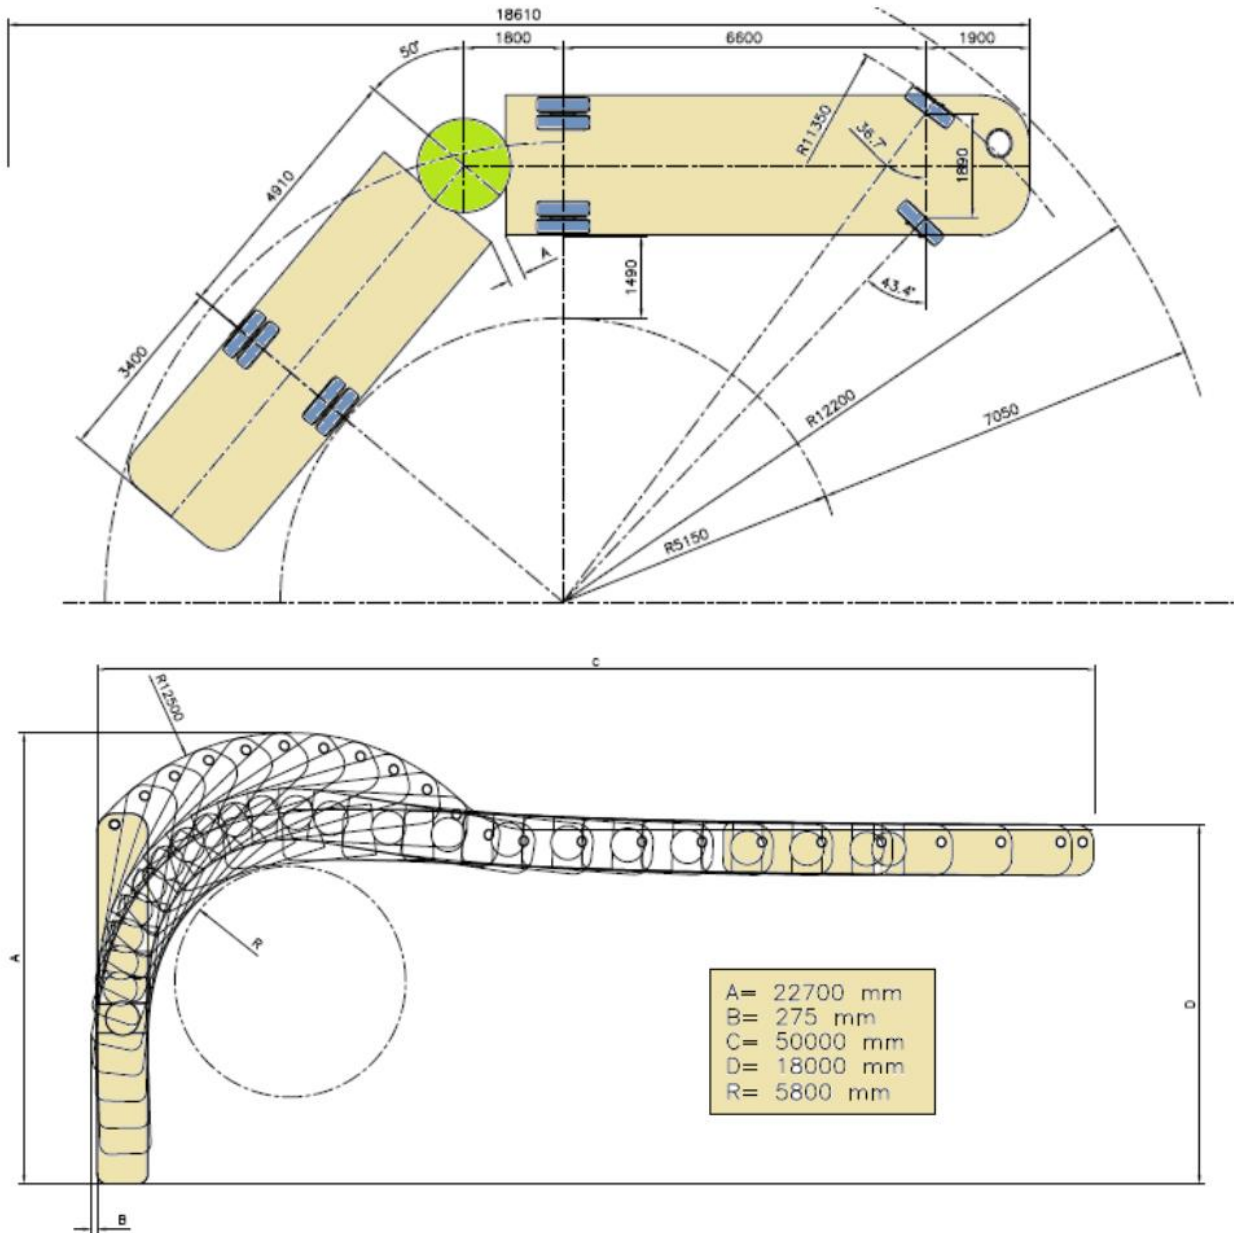 18610
50°
1800
6600
1900
R11350
36.7°
1890
4910
A
1490
43.4°
3400
R12200
7050
R5150
C
R12500
A
R
D
A= 22700 mm
B= 275 mm
C= 50000 mm
D= 18000 mm
R= 5800 mm
B